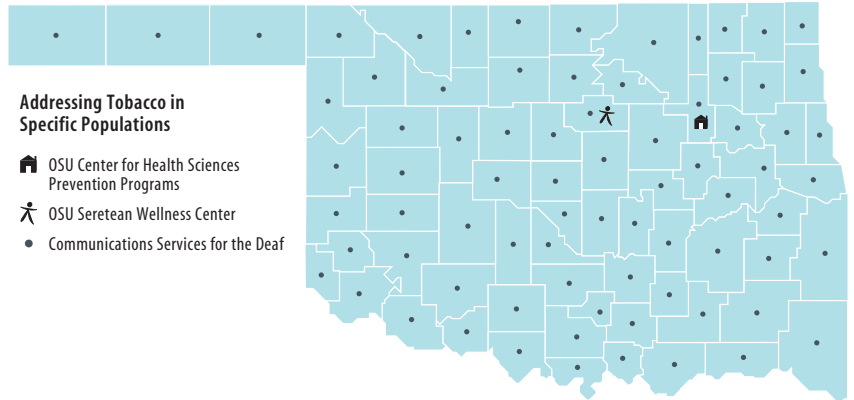 Addressing Tobacco in
Specific Populations
OSU Center for Health Sciences
Prevention Programs
OSU Seretean Wellness Center
Communications Services for the Deaf